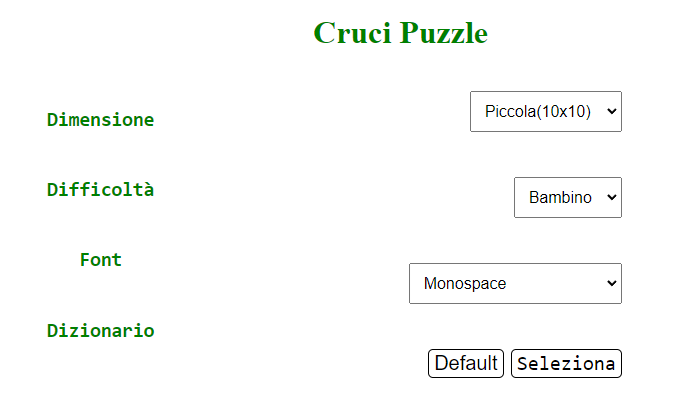 Cruci Puzzle
Dimensione
Piccola(10x10)
Difficoltà
Bambino
Font
Monospace
Dizionario
Default
Seleziona